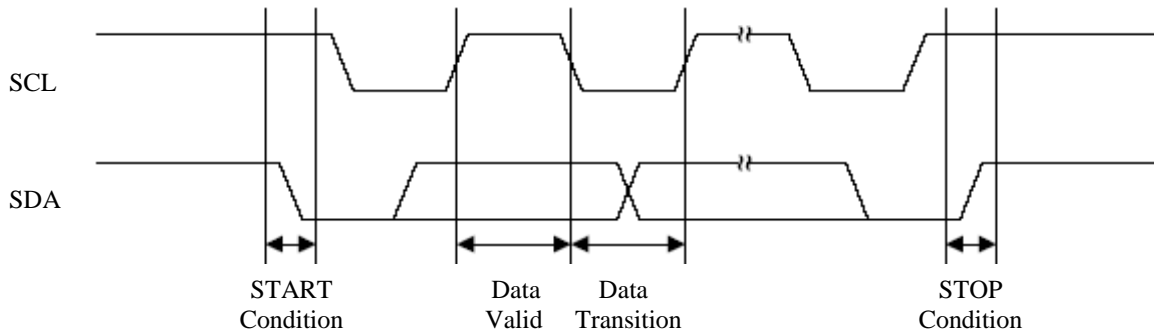 SCL
SDA
START
Condition
Data
Valid
Data
Transition
STOP
Condition